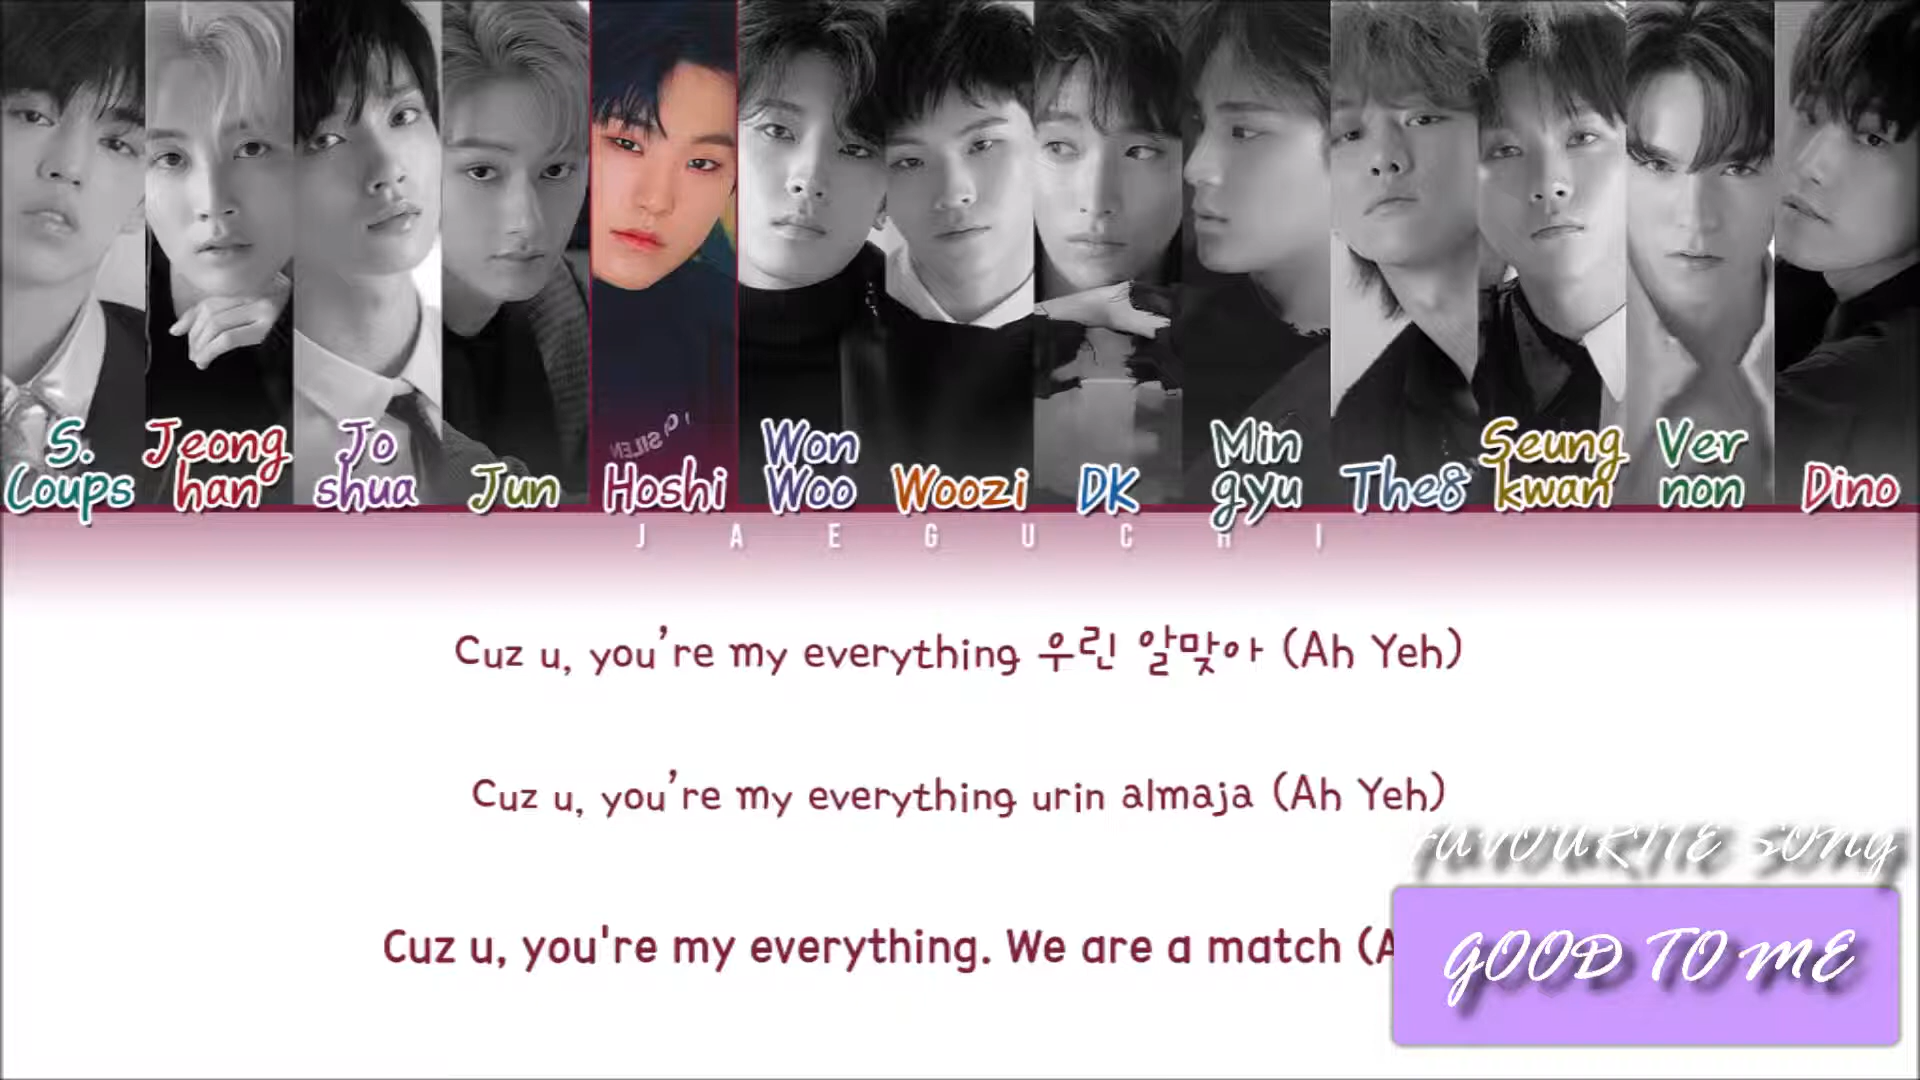 S.
Coups
Jeong
han
Jo
shua
Jun
Hoshi
Won
Woo
Woozi
DK
Min
gyu
The8
Seung
kwan
Ver
non
Dino
JAEGUCHI
Cuz u, you're my everything 우린 알맞아 (Ah Yeh)
Cuz u, you're my everything urin almaja (Ah Yeh)
Cuz u, you're my everything. We are a match (A
FAVOURITE SONG
GOOD TO ME